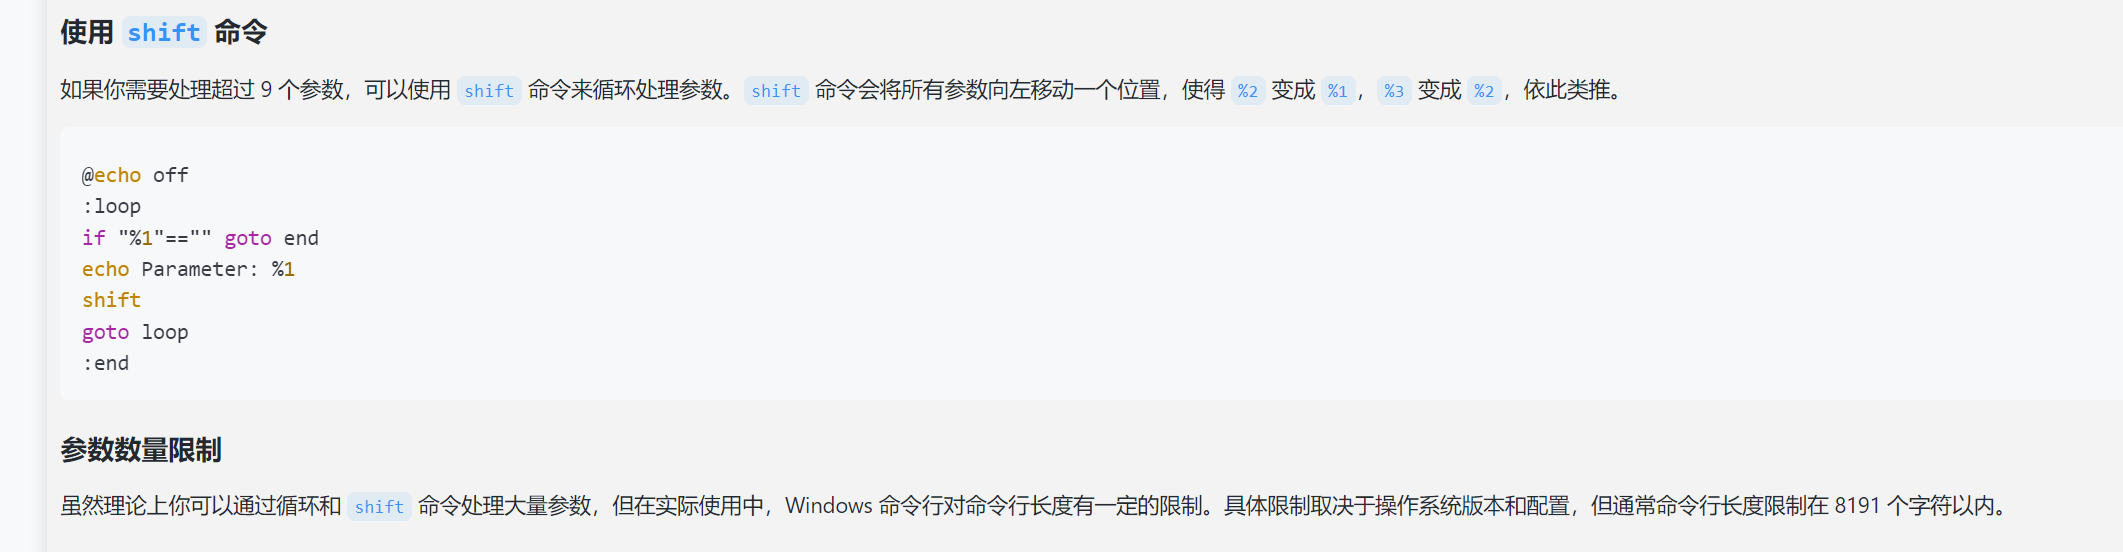 使用 shift 命令
如果你需要处理超过 9 个参数，可以使用 shift 命令来循环处理参数。shift 命令会将所有参数向左移动一个位置，使得 %2 变成 %1，%3 变成 %2，依此类推。
@echo off
:loop
if "%1"=="" goto end
echo Parameter: %1
shift
goto loop
:end
参数数量限制
虽然理论上你可以通过循环和 shift 命令处理大量参数，但在实际使用中，Windows 命令行对命令行长度有一定的限制。具体限制取决于操作系统版本和配置，但通常命令行长度限制在 8191 个字符以内。